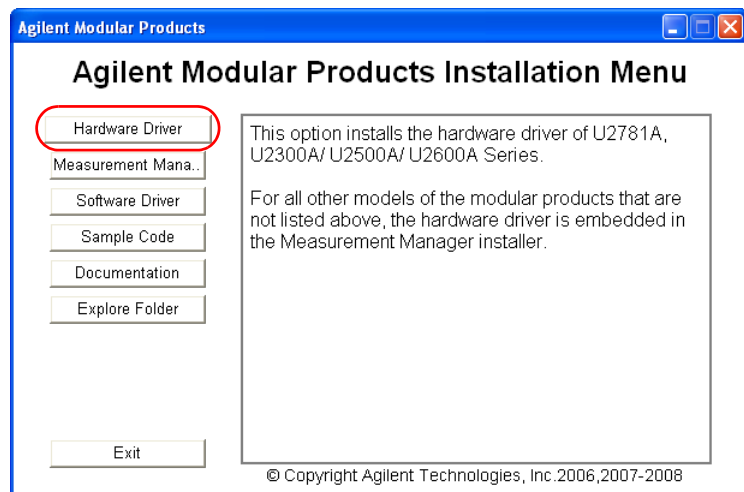 Agilent Modular Products
Agilent Modular Products Installation Menu
Hardware Driver
Measurement Mana..
Software Driver
Sample Code
Documentation
Explore Folder
Exit
This option installs the hardware driver of U2781A,
U2300A/ U2500A/ U2600A Series.
For all other models of the modular products that are
not listed above, the hardware driver is embedded in
the Measurement Manager installer.
© Copyright Agilent Technologies, Inc.2006,2007-2008